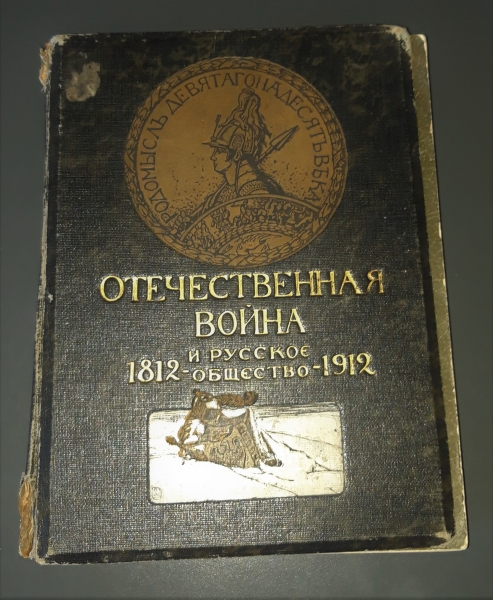 РОДОМЫСЛЪ ДЕВЯТАГОНАДЕСЯТЬ ВѢКА
ОТЕЧЕСТВЕННАЯ
ВОЙНА
И РУССКОЕ
1812-ОБЩЕСТВО-1912